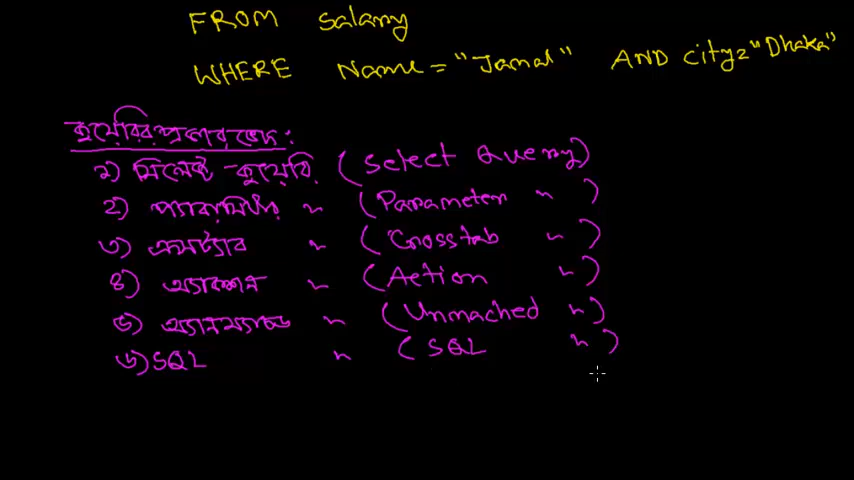 FROM Salary
WHERE Name = "Jamal" AND City="Dhaka"
কুয়েরির প্রকারভেদ:
১) সিলেক্ট-কুয়েরি (Select Query)
২) প্যারামিটার " (Parameter ")
৩) ক্রসট্যাব " (Crosstab ")
৪) অ্যাকশন " (Action ")
৫) অ্যানম্যাচড " (Unmached ")
৬) SQL " (SQL ")